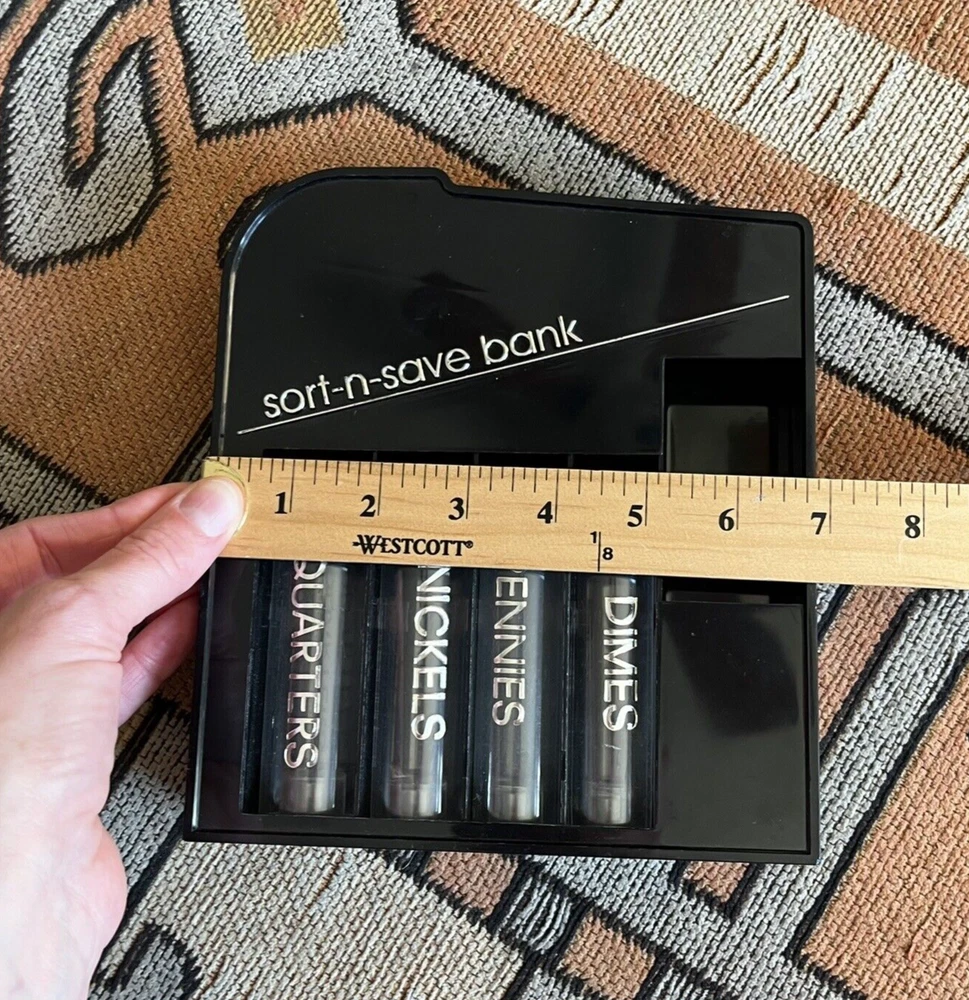 sort-n-save bank
1 2 3 4 5 6 7 8
WESTCOTT®
1/8
QUARTERS
NICKELS
ENNIES
DIMES